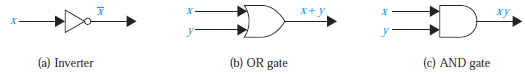 x
x̅
(a) Inverter
x
y
x + y
(b) OR gate
x
y
xy
(c) AND gate